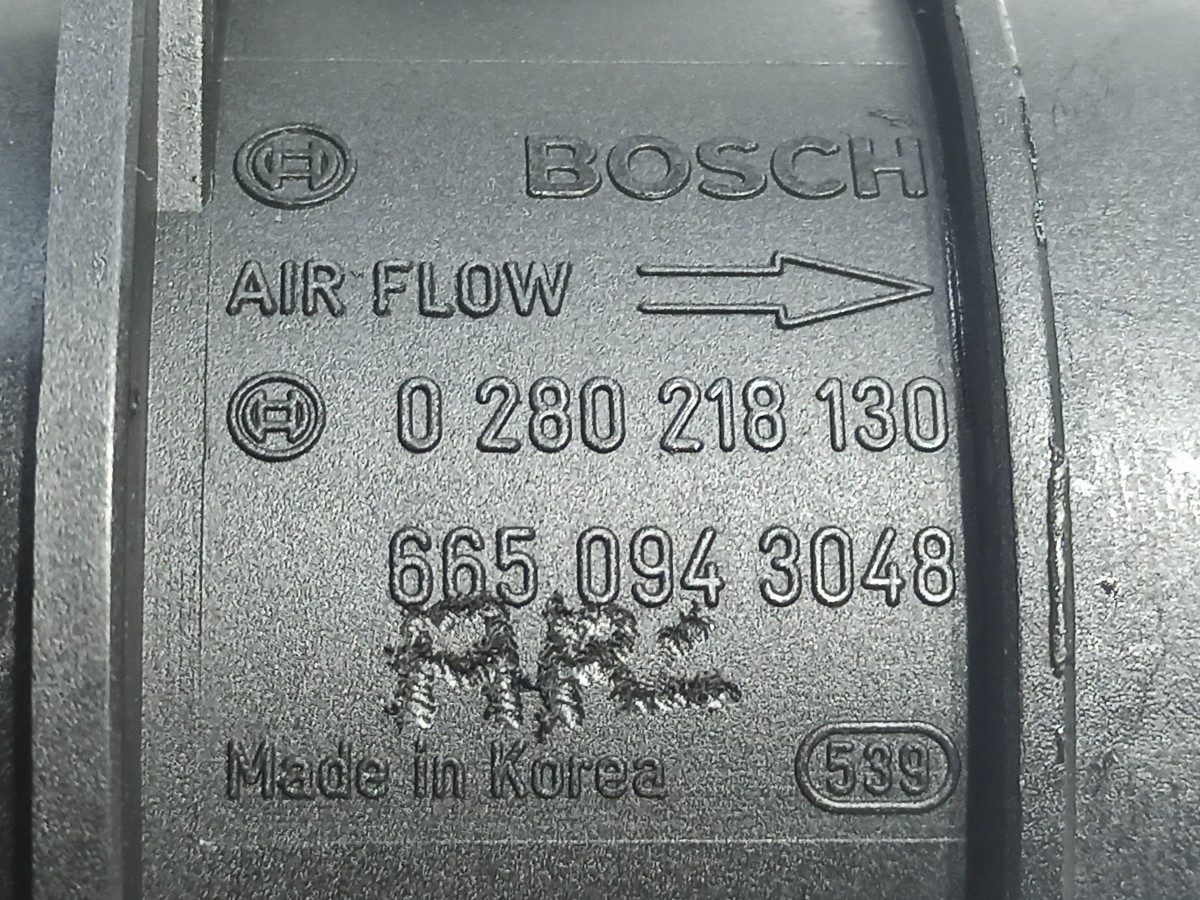 BOSCH
AIR FLOW
0 280 218 130
665 094 3048
Made in Korea 539